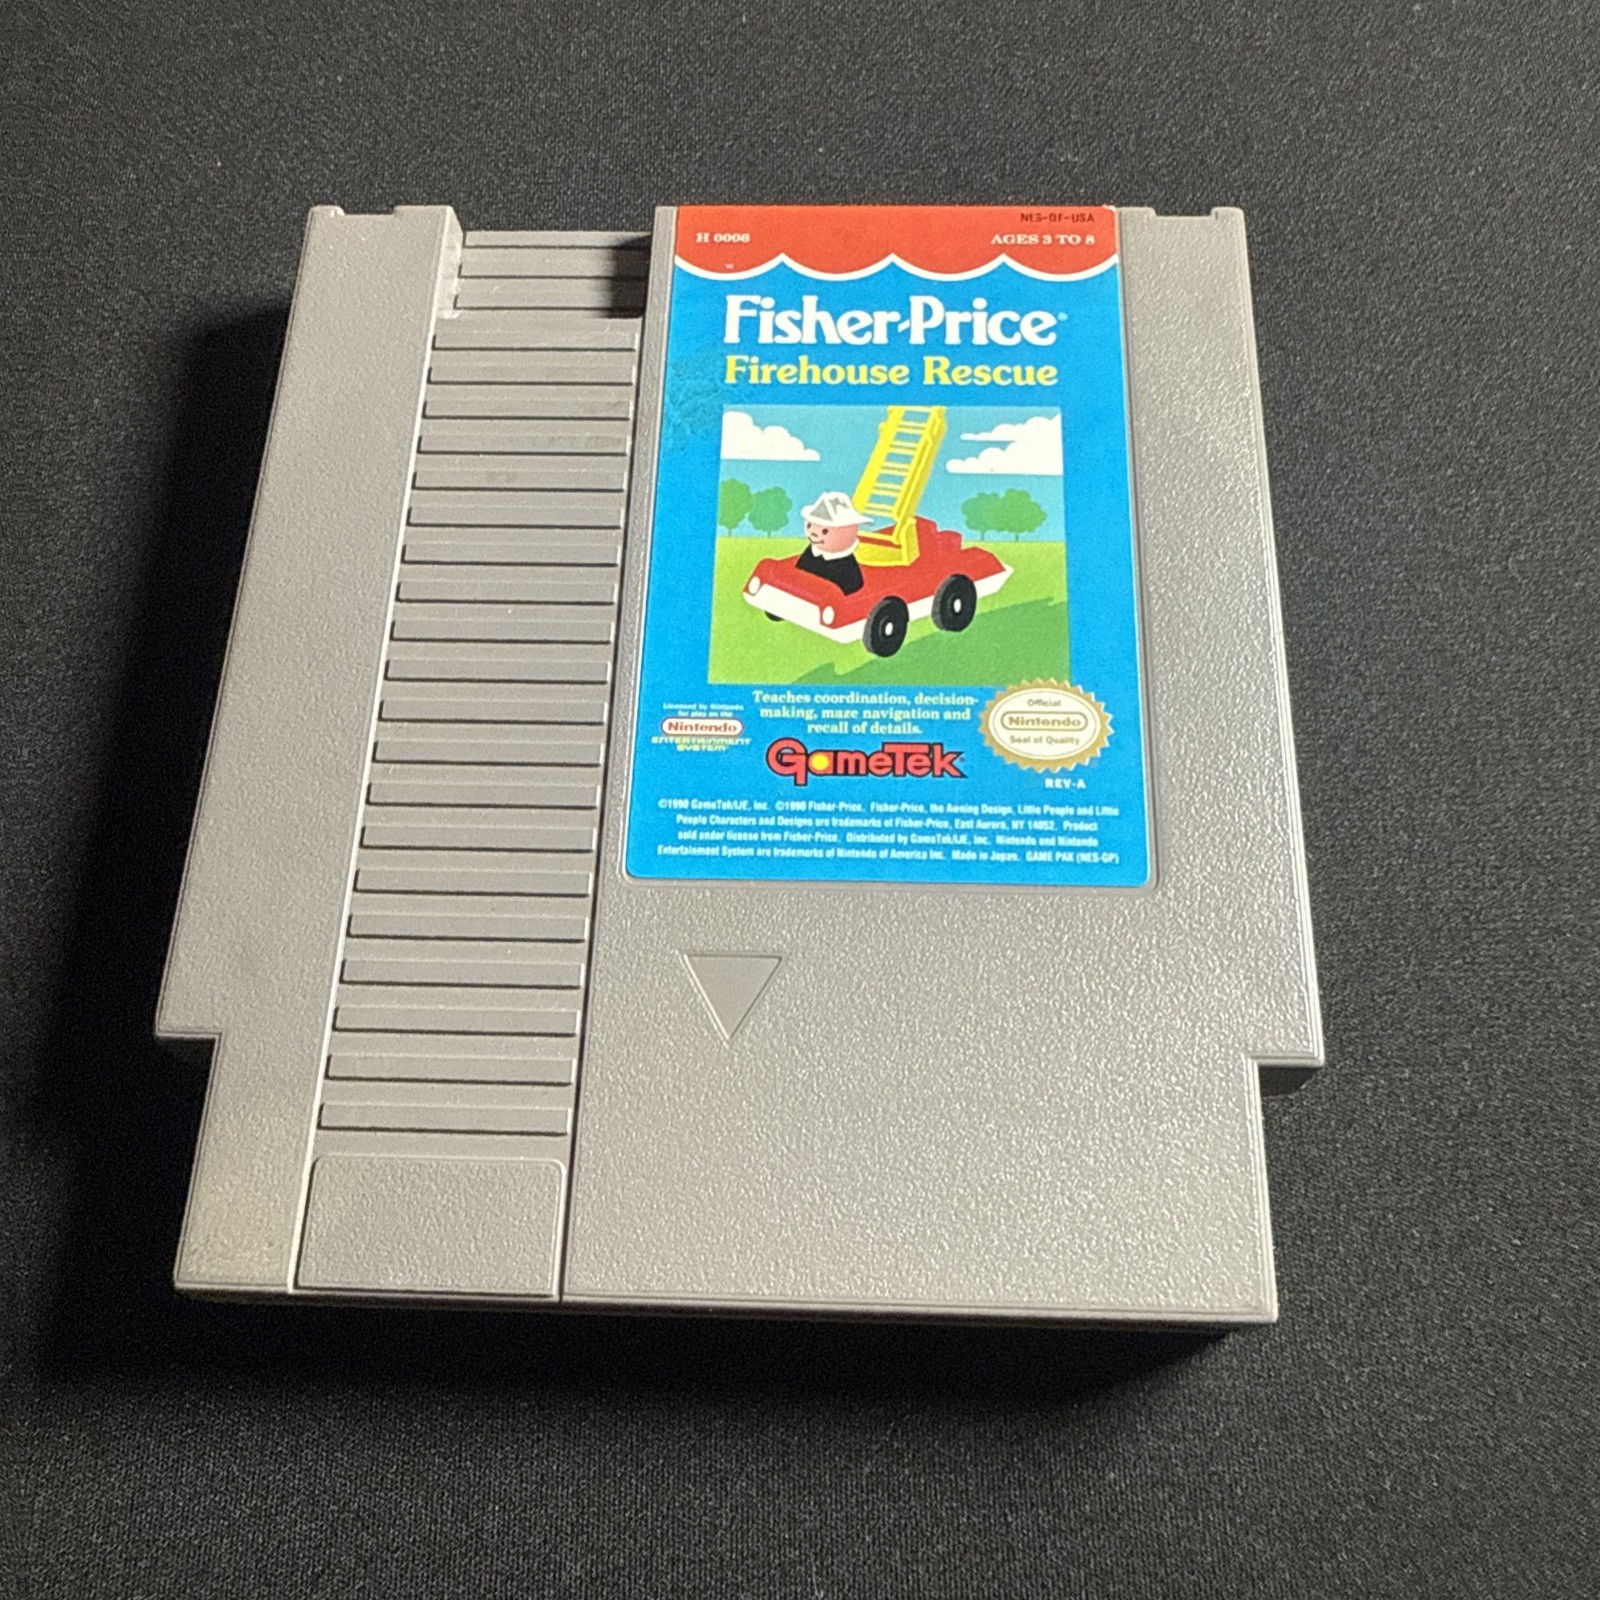 NES-QF-USA
H 0006
AGES 3 TO 8
Fisher-Price®
Firehouse Rescue
Teaches coordination, decision-
making, maze navigation and
recall of details.
Licensed by Nintendo
for play on the
Nintendo
ENTERTAINMENT
SYSTEM
GameTek
Official
Nintendo
Seal of Quality
REV-A
©1990 GameTek/IJE, Inc. ©1990 Fisher-Price. Fisher-Price, the Awning Design, Little People and Little
People Characters and Designs are trademarks of Fisher-Price, East Aurora, NY 14052. Product
sold under license from Fisher-Price. Distributed by GameTek/IJE, Inc. Nintendo and Nintendo
Entertainment System are trademarks of Nintendo of America Inc. Made in Japan. GAME PAK (NES-GP)